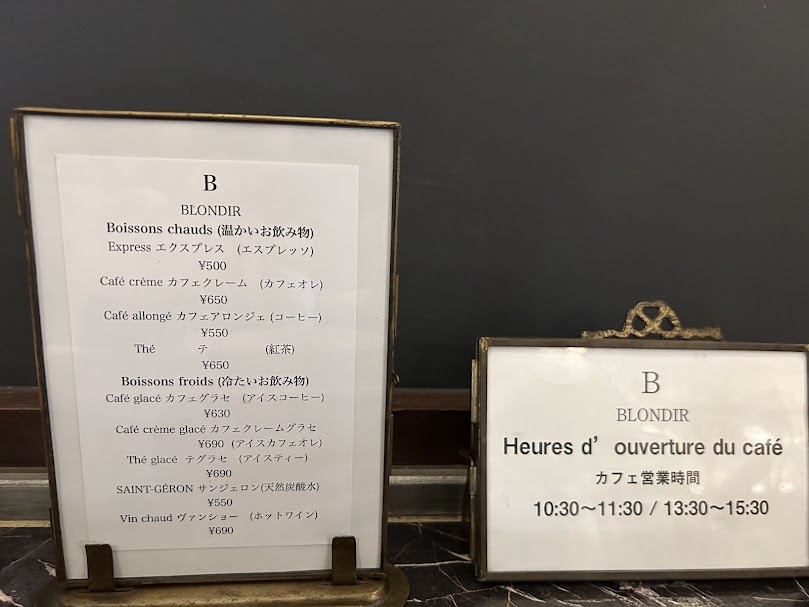 B
BLONDIR
Boissons chauds (温かいお飲み物)
Express エクスプレス (エスプレッソ)
¥500
Café crème カフェクレーム (カフェオレ)
¥650
Café allongé カフェアロンジェ (コーヒー)
¥550
Thé テ (紅茶)
¥650
Boissons froids (冷たいお飲み物)
Café glacé カフェグラセ (アイスコーヒー)
¥630
Café crème glacé カフェクレームグラセ
¥690 (アイスカフェオレ)
Thé glacé テグラセ (アイスティー)
¥690
SAINT-GÉRON サンジェロン(天然炭酸水)
¥550
Vin chaud ヴァンショー (ホットワイン)
¥690
B
BLONDIR
Heures d’ouverture du café
カフェ営業時間
10:30〜11:30 / 13:30〜15:30